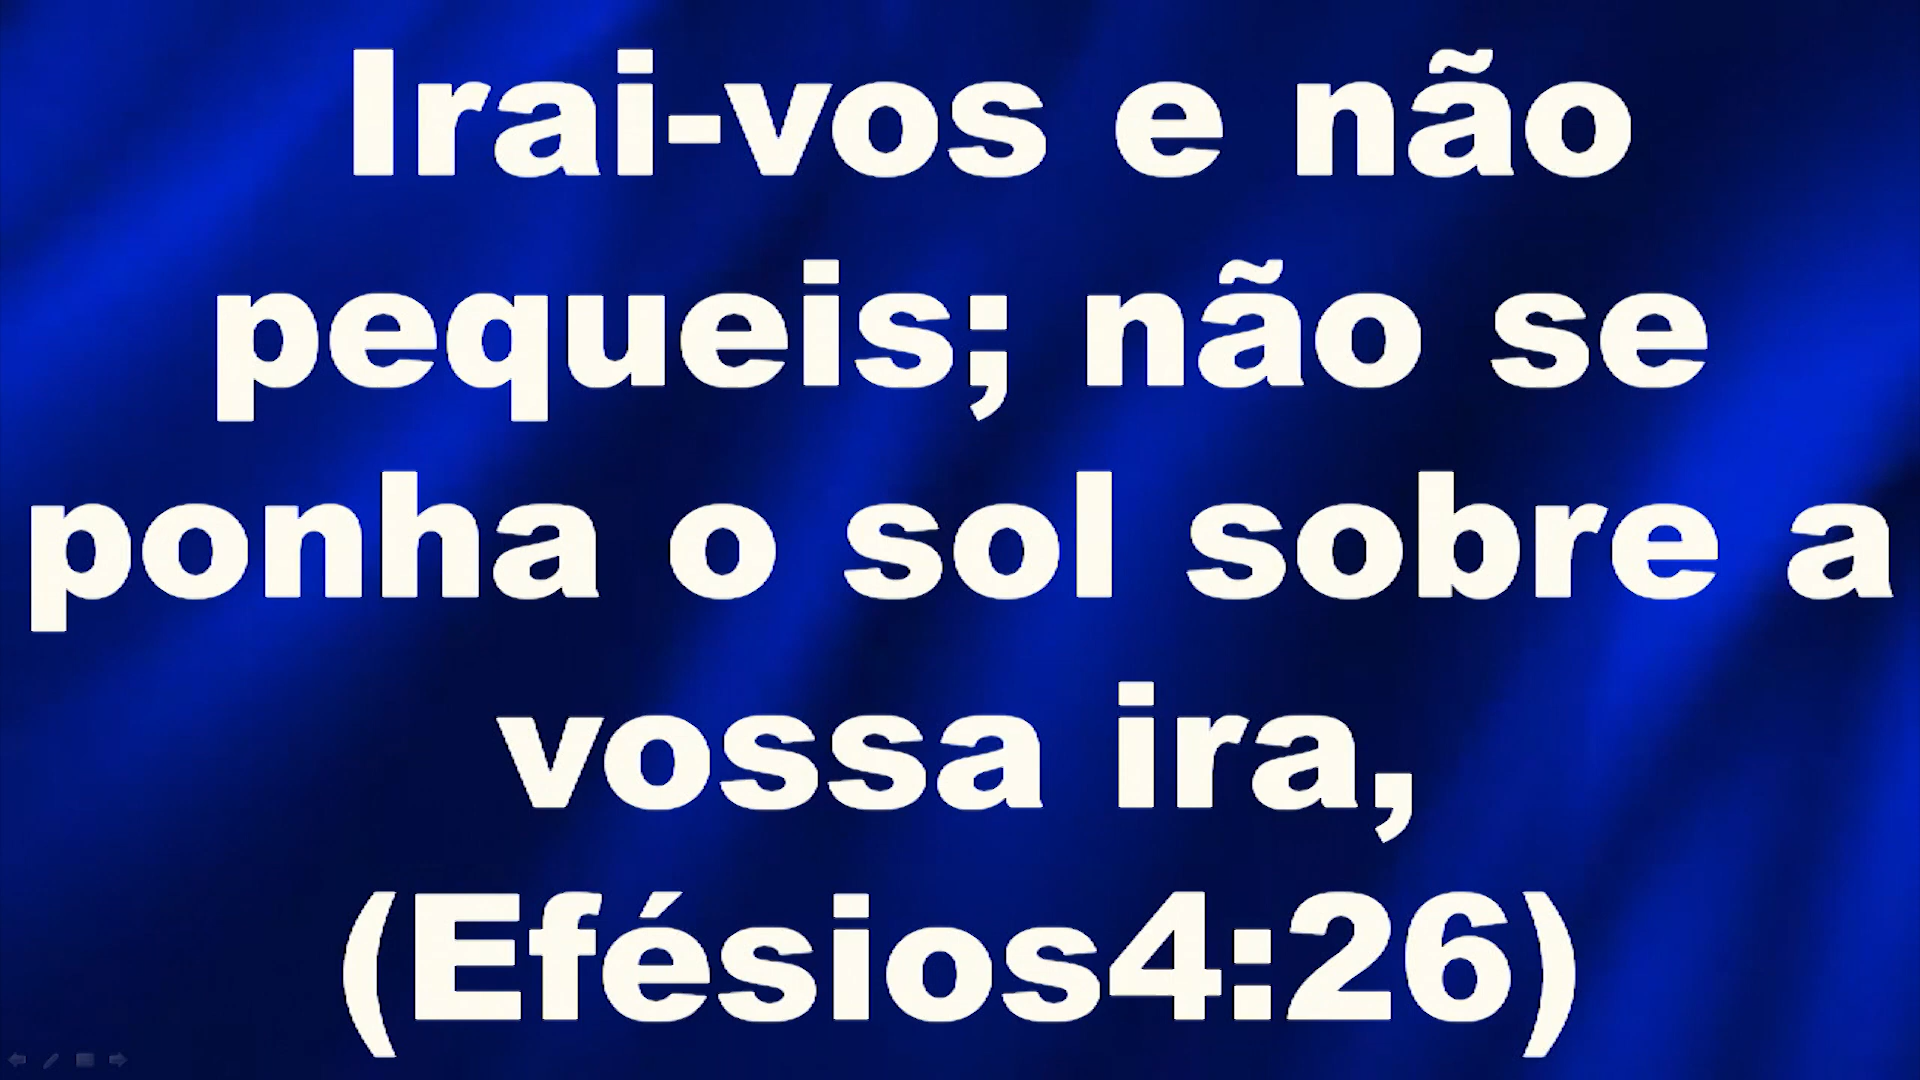 Irai-vos e não
pequeis; não se
ponha o sol sobre a
vossa ira,
(Efésios4:26)